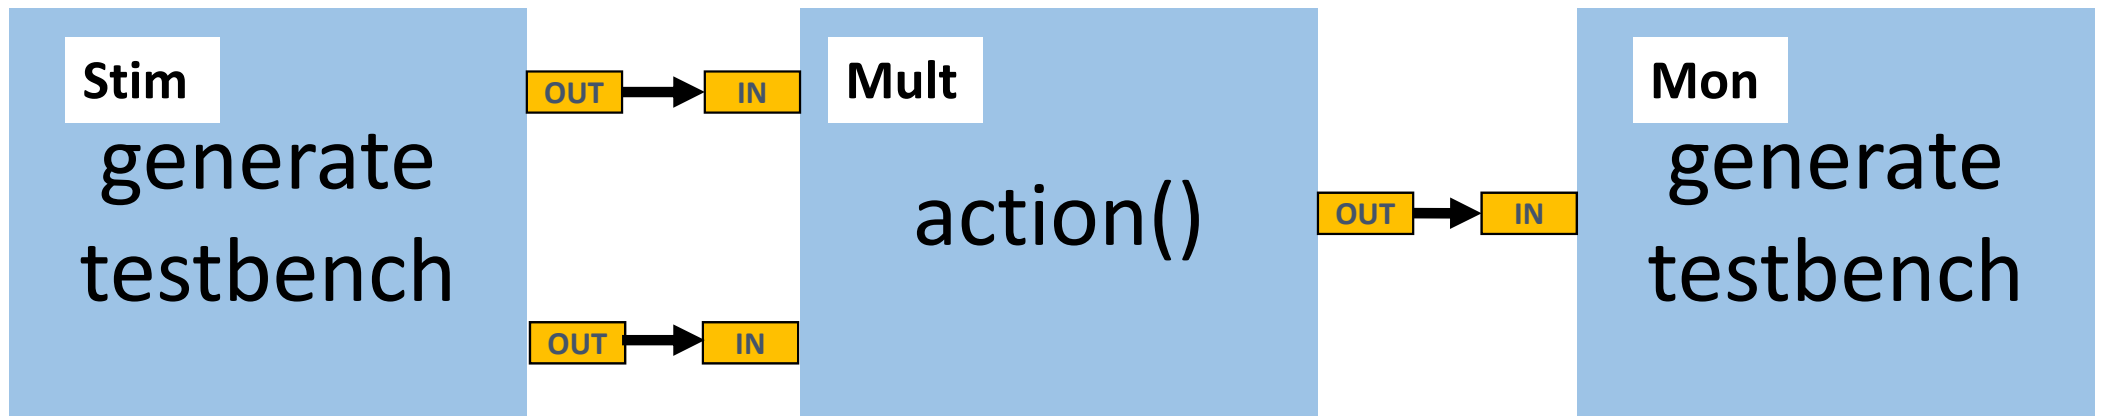 Stim
generate
testbench
OUT
IN
OUT
IN
Mult
action()
OUT
IN
Mon
generate
testbench